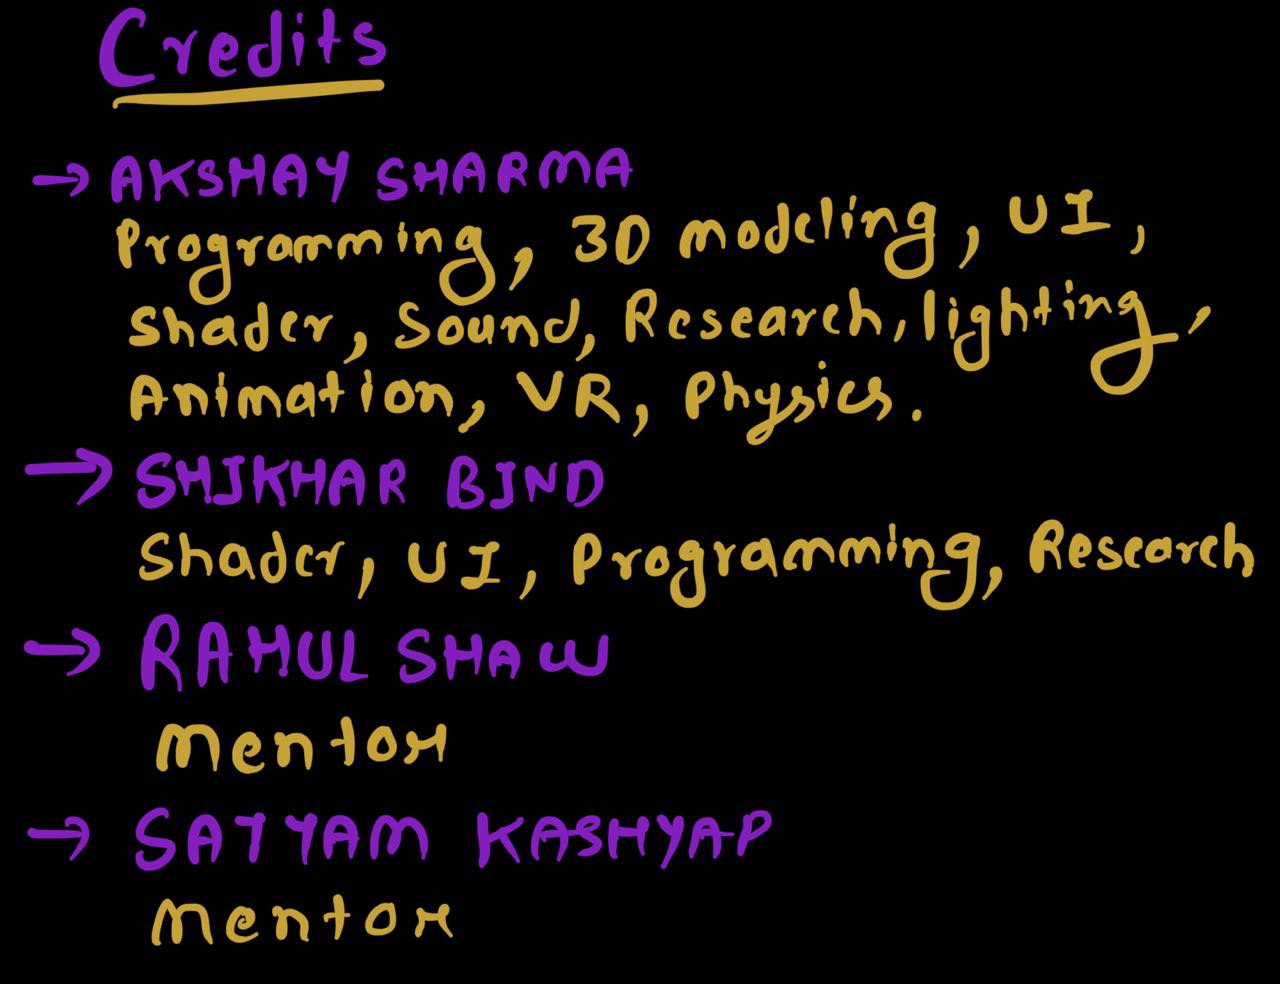 Credits
→ AKSHAY SHARMA
Programming, 3D modeling, UI,
Shader, Sound, Research, lighting,
Animation, VR, Physics.
→ SHIKHAR BIND
Shader, UI, Programming, Research
→ RAHUL SHAW
Mentor
→ SATYAM KASHYAP
Mentor